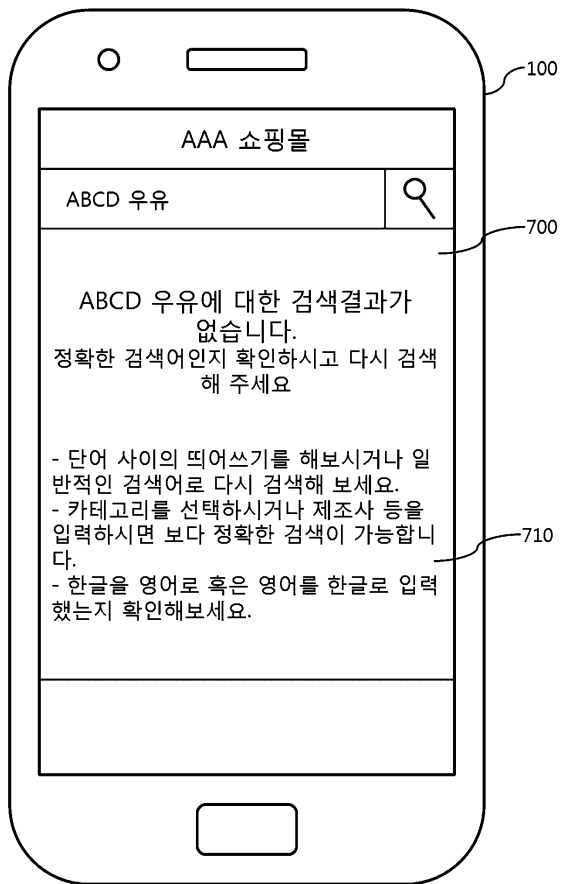 100
AAA 쇼핑몰
ABCD 우유
700
ABCD 우유에 대한 검색결과가
없습니다.
정확한 검색어인지 확인하시고 다시 검색
해 주세요
- 단어 사이의 띄어쓰기를 해보시거나 일
반적인 검색어로 다시 검색해 보세요.
- 카테고리를 선택하시거나 제조사 등을
입력하시면 보다 정확한 검색이 가능합니
다.
710
- 한글을 영어로 혹은 영어를 한글로 입력
했는지 확인해보세요.